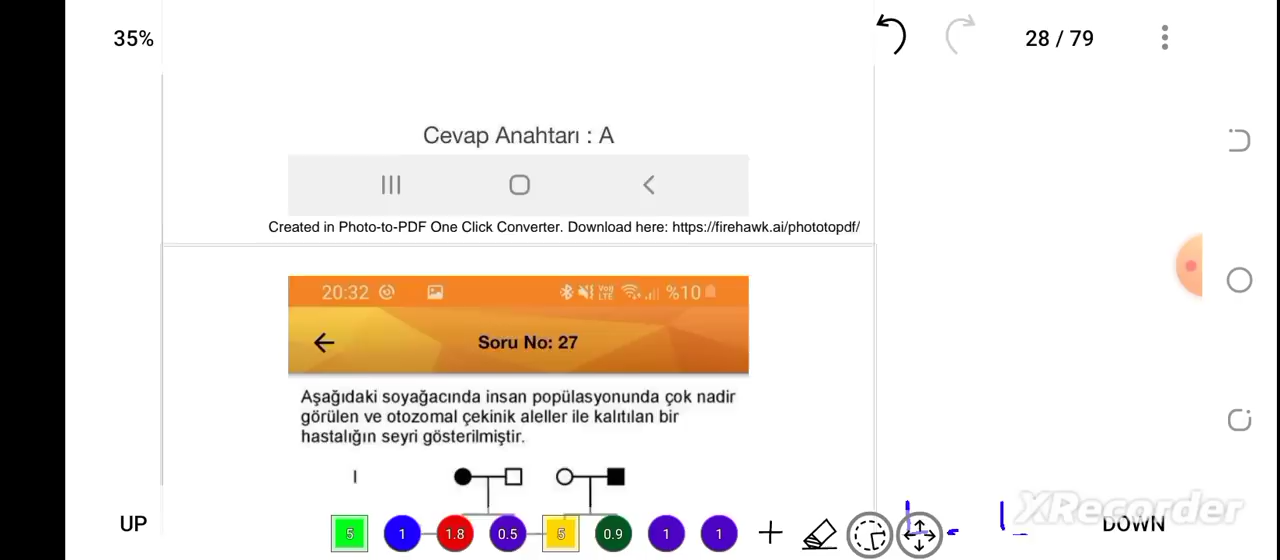 35%
28 / 79
Cevap Anahtarı : A
Created in Photo-to-PDF One Click Converter. Download here: https://firehawk.ai/phototopdf/
20:32 %10
Soru No: 27
Aşağıdaki soyağacında insan popülasyonunda çok nadir
görülen ve otozomal çekinik aleller ile kalıtılan bir
hastalığın seyri gösterilmiştir.
I
UP 5 1 1.8 0.5 5 0.9 1 1 DOWN
XRecorder